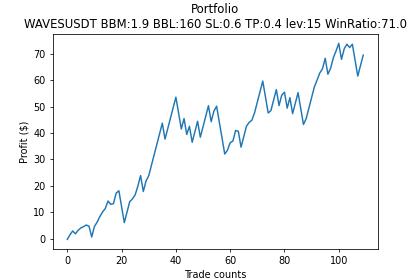 Portfolio
WAVESUSDT BBM:1.9 BBL:160 SL:0.6 TP:0.4 lev:15 WinRatio:71.0
Profit ($)
70
60
50
40
30
20
10
0
0 20 40 60 80 100
Trade counts